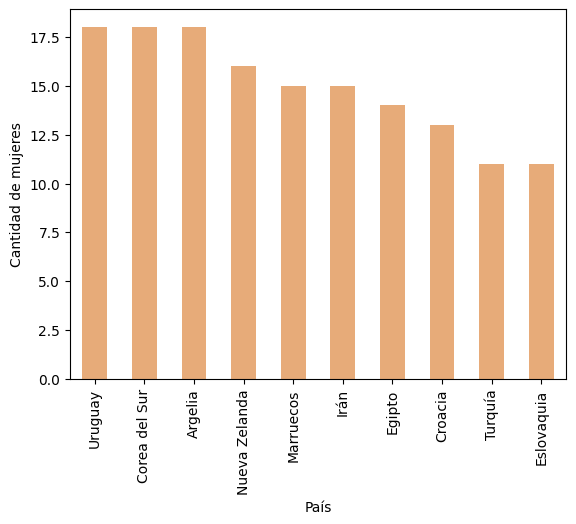 17.5
15.0
12.5
10.0
7.5
5.0
2.5
0.0
Cantidad de mujeres
Uruguay
Corea del Sur
Argelia
Nueva Zelanda
Marruecos
Irán
Egipto
Croacia
Turquía
Eslovaquia
País